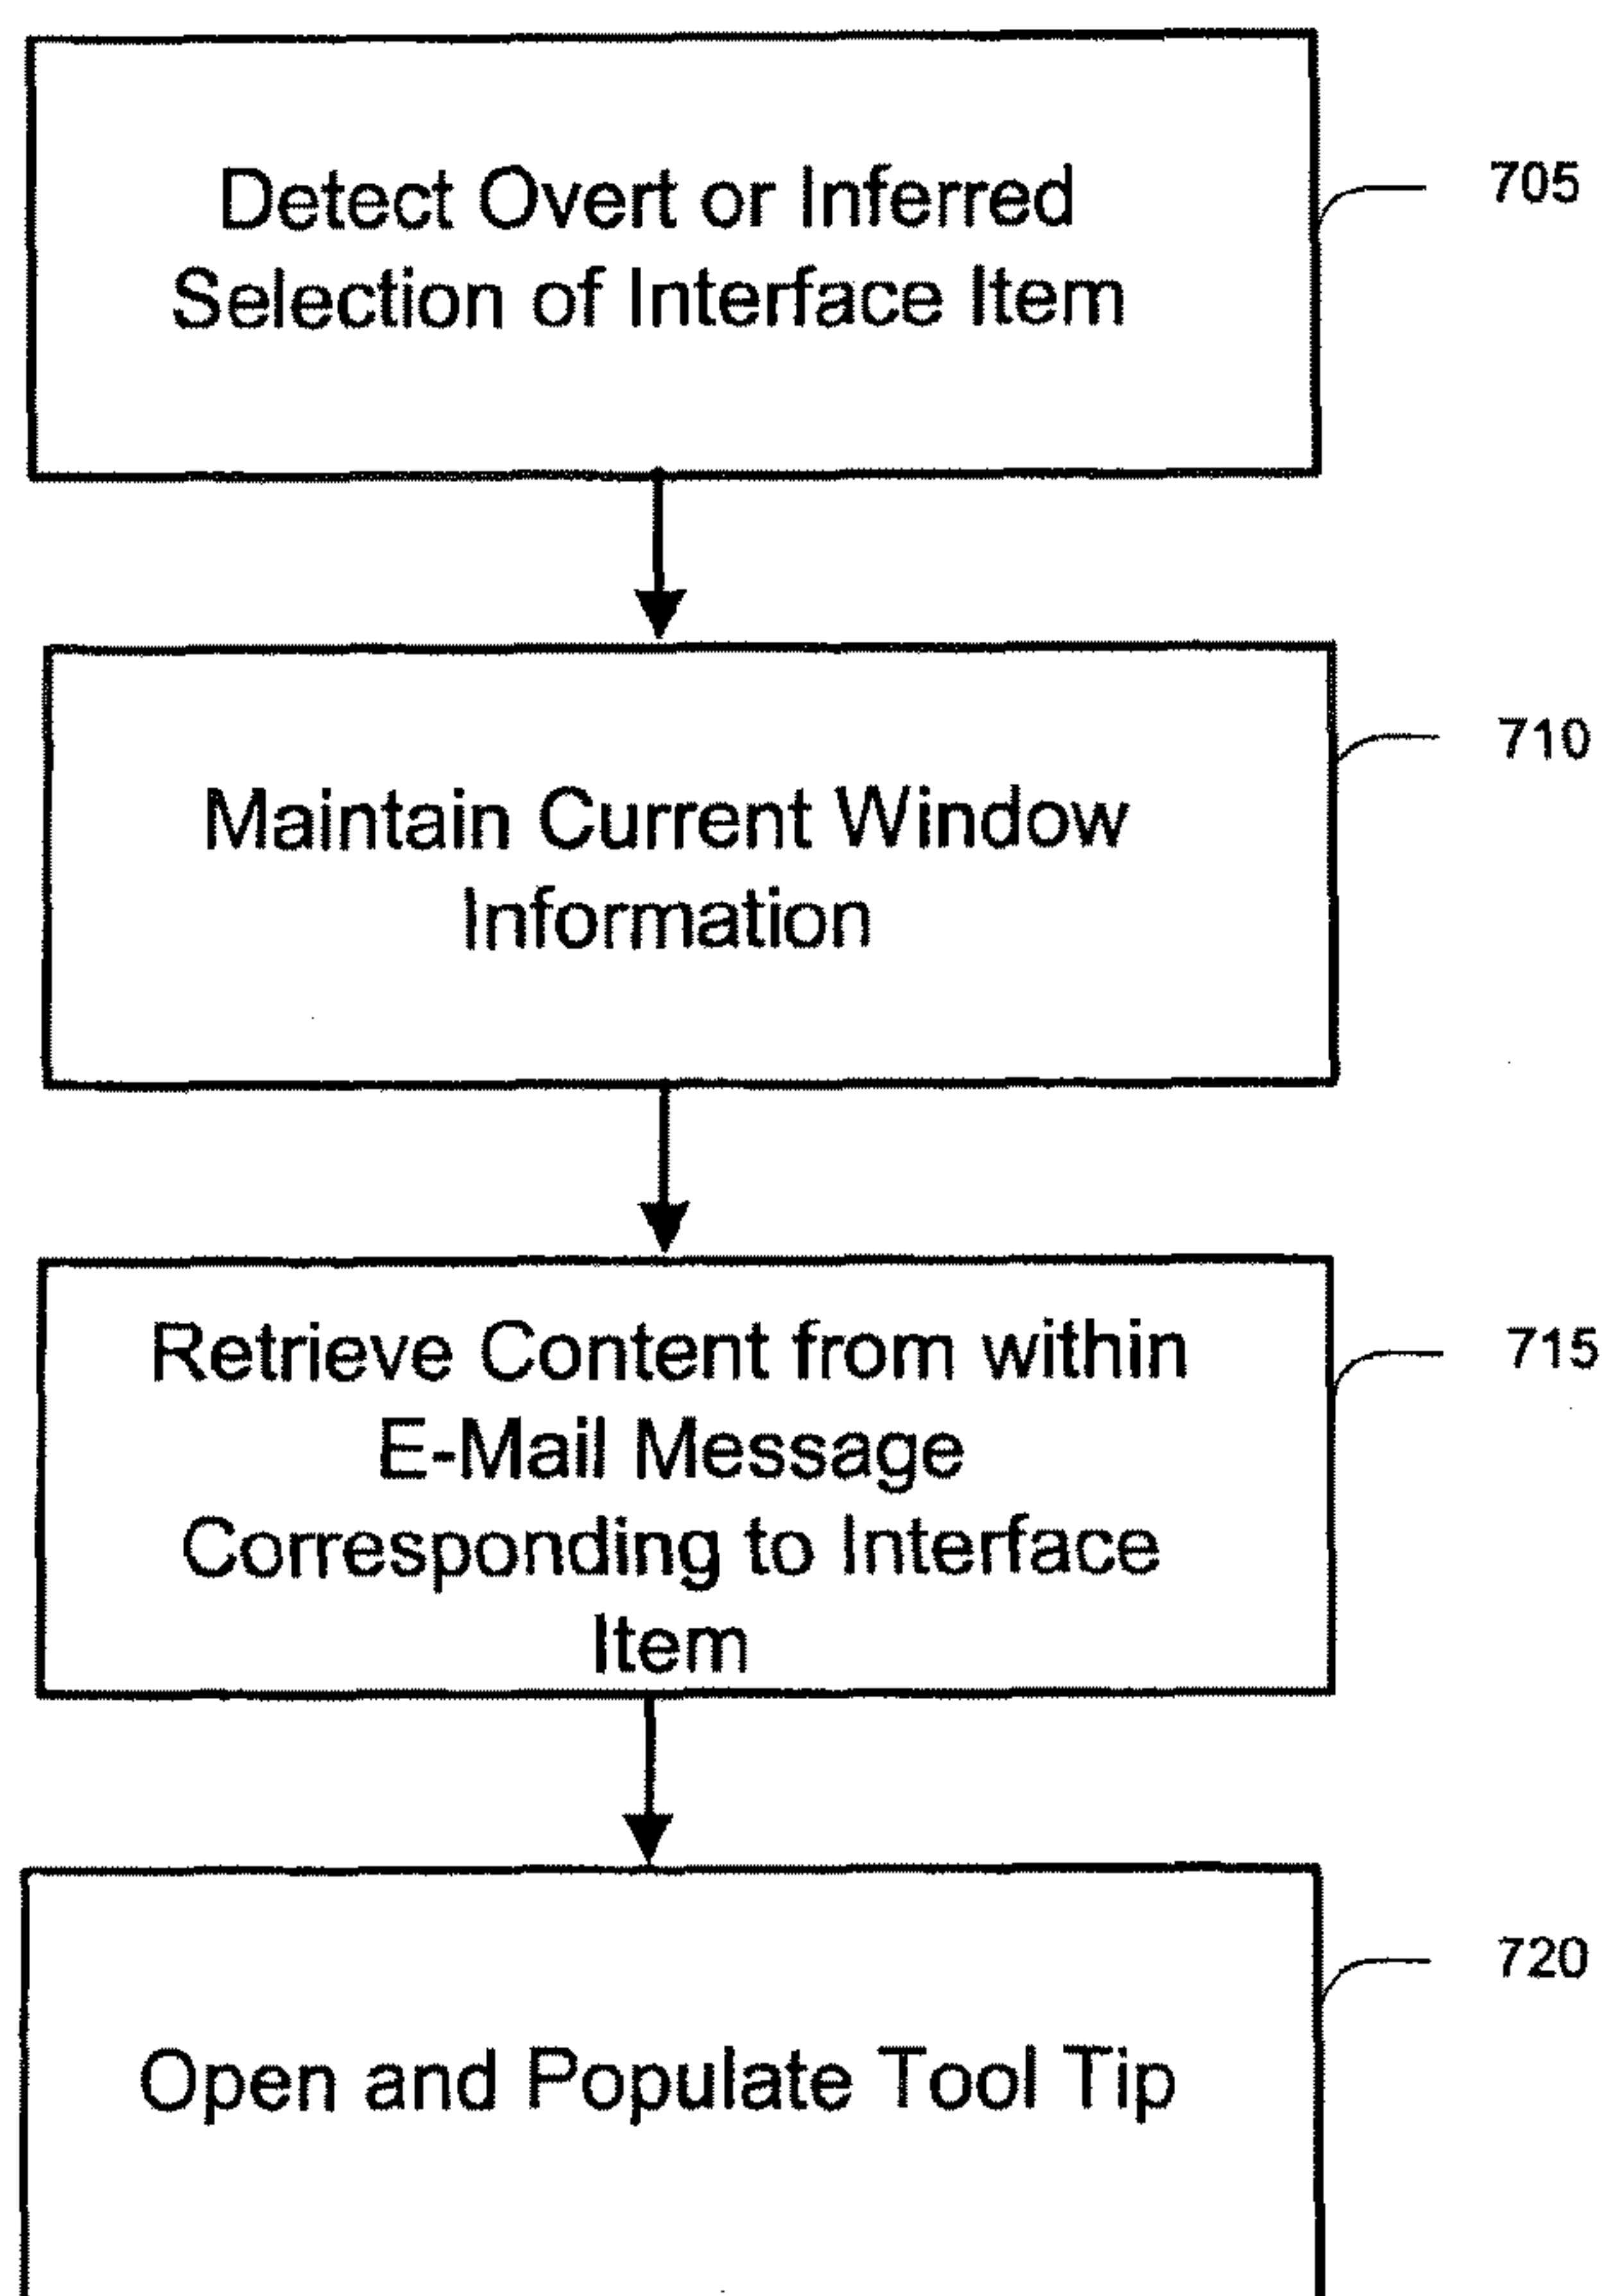 Detect Overt or Inferred
Selection of Interface Item
705
Maintain Current Window
Information
710
Retrieve Content from within
E-Mail Message
Corresponding to Interface
Item
715
Open and Populate Tool Tip
720